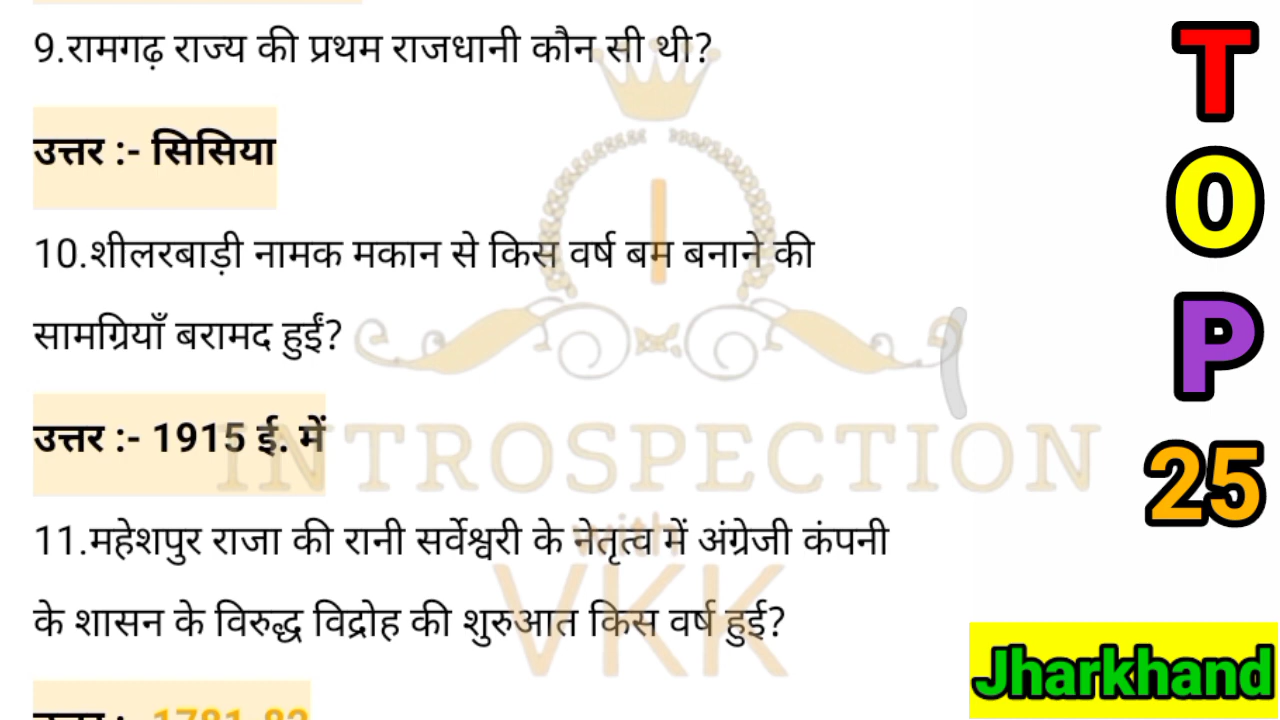 9.रामगढ़ राज्य की प्रथम राजधानी कौन सी थी?
उत्तर :- सिसिया
10.शीलरबाड़ी नामक मकान से किस वर्ष बम बनाने की
सामग्रियाँ बरामद हुईं?
उत्तर :- 1915 ई. में
11.महेशपुर राजा की रानी सर्वेश्वरी के नेतृत्व में अंग्रेजी कंपनी
के शासन के विरुद्ध विद्रोह की शुरुआत किस वर्ष हुई?
I
INTROSPECTION
with
VKK
T
O
P
25
Jharkhand